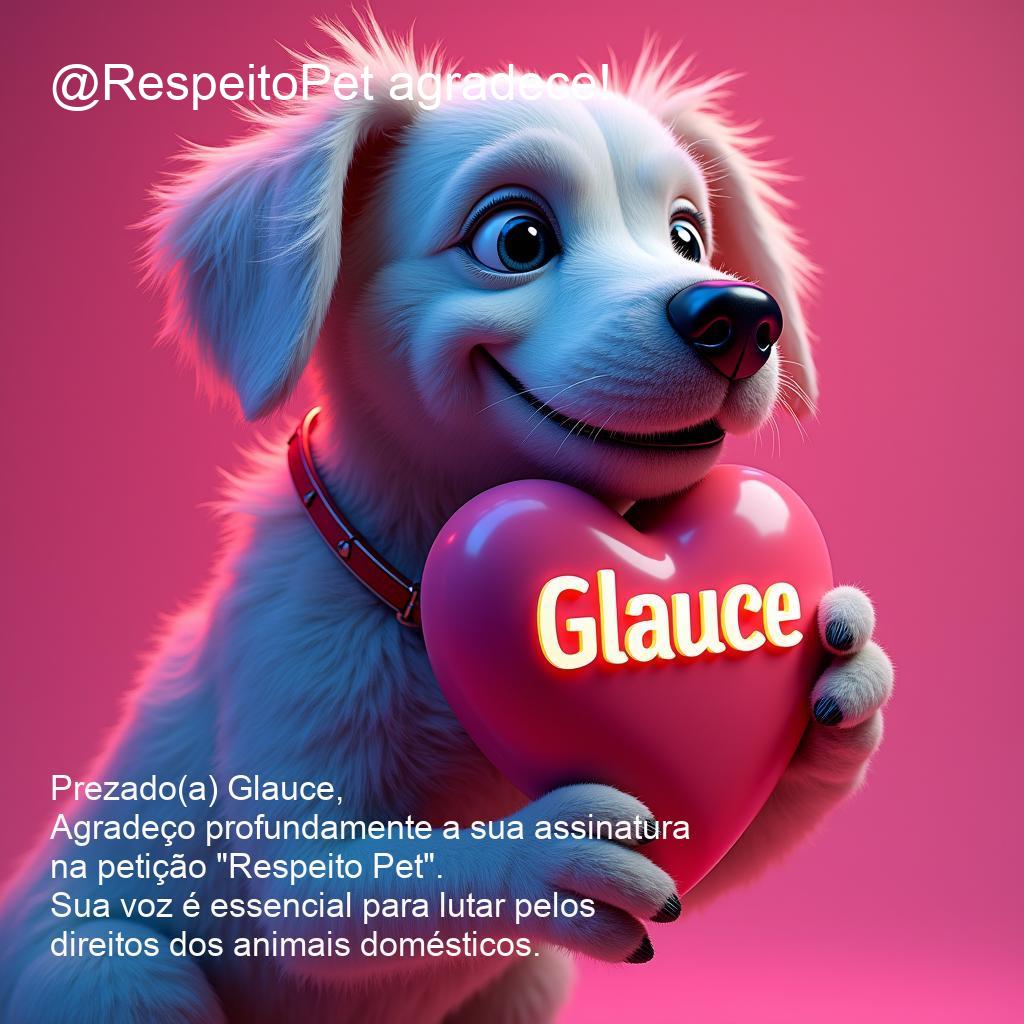 @RespeitoPet agradece!
Glauce
Prezado(a) Glauce,
Agradeço profundamente a sua assinatura
na petição "Respeito Pet".
Sua voz é essencial para lutar pelos
direitos dos animais domésticos.